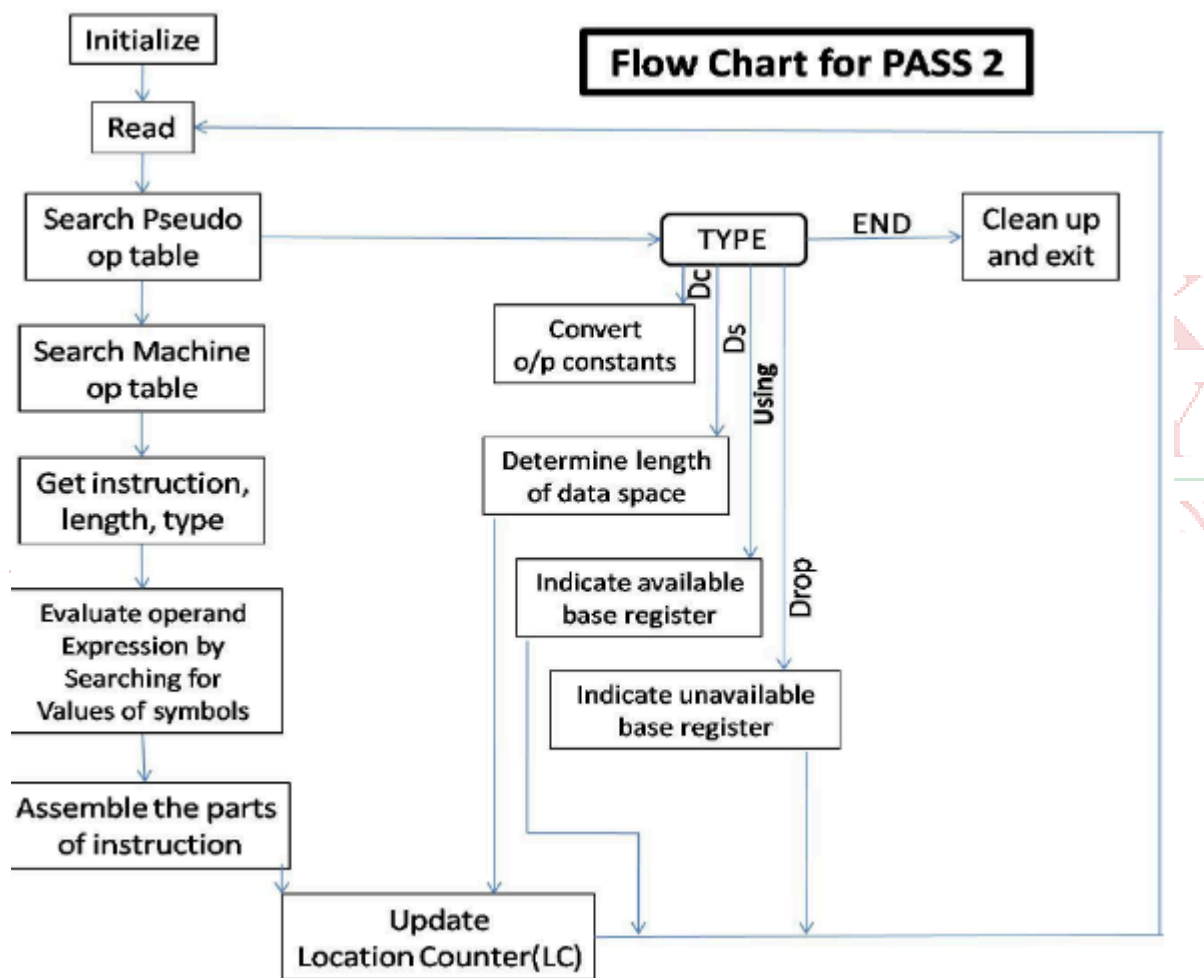 Initialize
Flow Chart for PASS 2
Read
Search Pseudo
op table
TYPE
END
Clean up
and exit
Dc
Ds
Using
Drop
Convert
o/p constants
Search Machine
op table
Determine length
of data space
Get instruction,
length, type
Indicate available
base register
Evaluate operand
Expression by
Searching for
Values of symbols
Indicate unavailable
base register
Assemble the parts
of instruction
Update
Location Counter(LC)